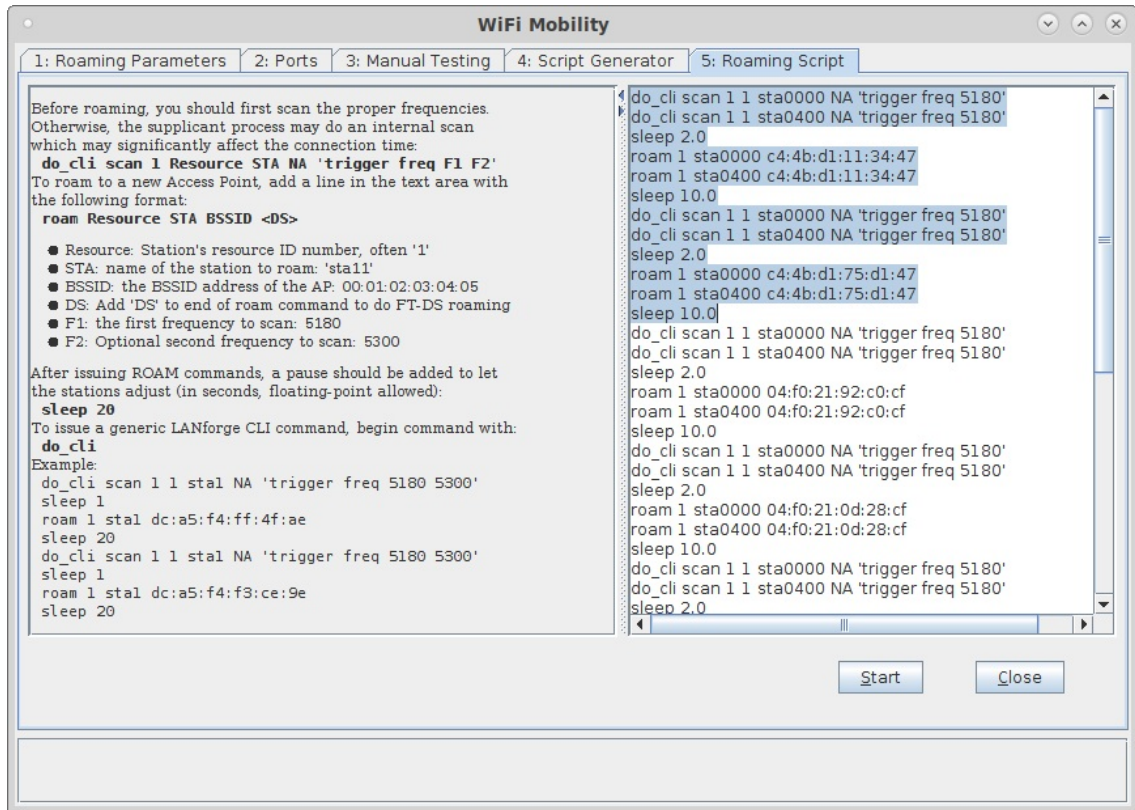 WiFi Mobility
1: Roaming Parameters
2: Ports
3: Manual Testing
4: Script Generator
5: Roaming Script
Before roaming, you should first scan the proper frequencies.
Otherwise, the supplicant process may do an internal scan
which may significantly affect the connection time:
do_cli scan 1 Resource STA NA 'trigger freq F1 F2'
To roam to a new Access Point, add a line in the text area with
the following format:
roam Resource STA BSSID <DS>
Resource: Station's resource ID number, often '1'
STA: name of the station to roam: 'sta11'
BSSID: the BSSID address of the AP: 00:01:02:03:04:05
DS: Add 'DS' to end of roam command to do FT-DS roaming
F1: the first frequency to scan: 5180
F2: Optional second frequency to scan: 5300
After issuing ROAM commands, a pause should be added to let
the stations adjust (in seconds, floating-point allowed):
sleep 20
To issue a generic LANforge CLI command, begin command with:
do_cli
Example:
do_cli scan 1 1 sta1 NA 'trigger freq 5180 5300'
sleep 1
roam 1 sta1 dc:a5:f4:ff:4f:ae
sleep 20
do_cli scan 1 1 sta1 NA 'trigger freq 5180 5300'
sleep 1
roam 1 sta1 dc:a5:f4:f3:ce:9e
sleep 20
do_cli scan 1 1 sta0000 NA 'trigger freq 5180'
do_cli scan 1 1 sta0400 NA 'trigger freq 5180'
sleep 2.0
roam 1 sta0000 c4:4b:d1:11:34:47
roam 1 sta0400 c4:4b:d1:11:34:47
sleep 10.0
do_cli scan 1 1 sta0000 NA 'trigger freq 5180'
do_cli scan 1 1 sta0400 NA 'trigger freq 5180'
sleep 2.0
roam 1 sta0000 c4:4b:d1:75:d1:47
roam 1 sta0400 c4:4b:d1:75:d1:47
sleep 10.0
do_cli scan 1 1 sta0000 NA 'trigger freq 5180'
do_cli scan 1 1 sta0400 NA 'trigger freq 5180'
sleep 2.0
roam 1 sta0000 04:f0:21:92:c0:cf
roam 1 sta0400 04:f0:21:92:c0:cf
sleep 10.0
do_cli scan 1 1 sta0000 NA 'trigger freq 5180'
do_cli scan 1 1 sta0400 NA 'trigger freq 5180'
sleep 2.0
roam 1 sta0000 04:f0:21:0d:28:cf
roam 1 sta0400 04:f0:21:0d:28:cf
sleep 10.0
do_cli scan 1 1 sta0000 NA 'trigger freq 5180'
do_cli scan 1 1 sta0400 NA 'trigger freq 5180'
sleep 2.0
Start
Close